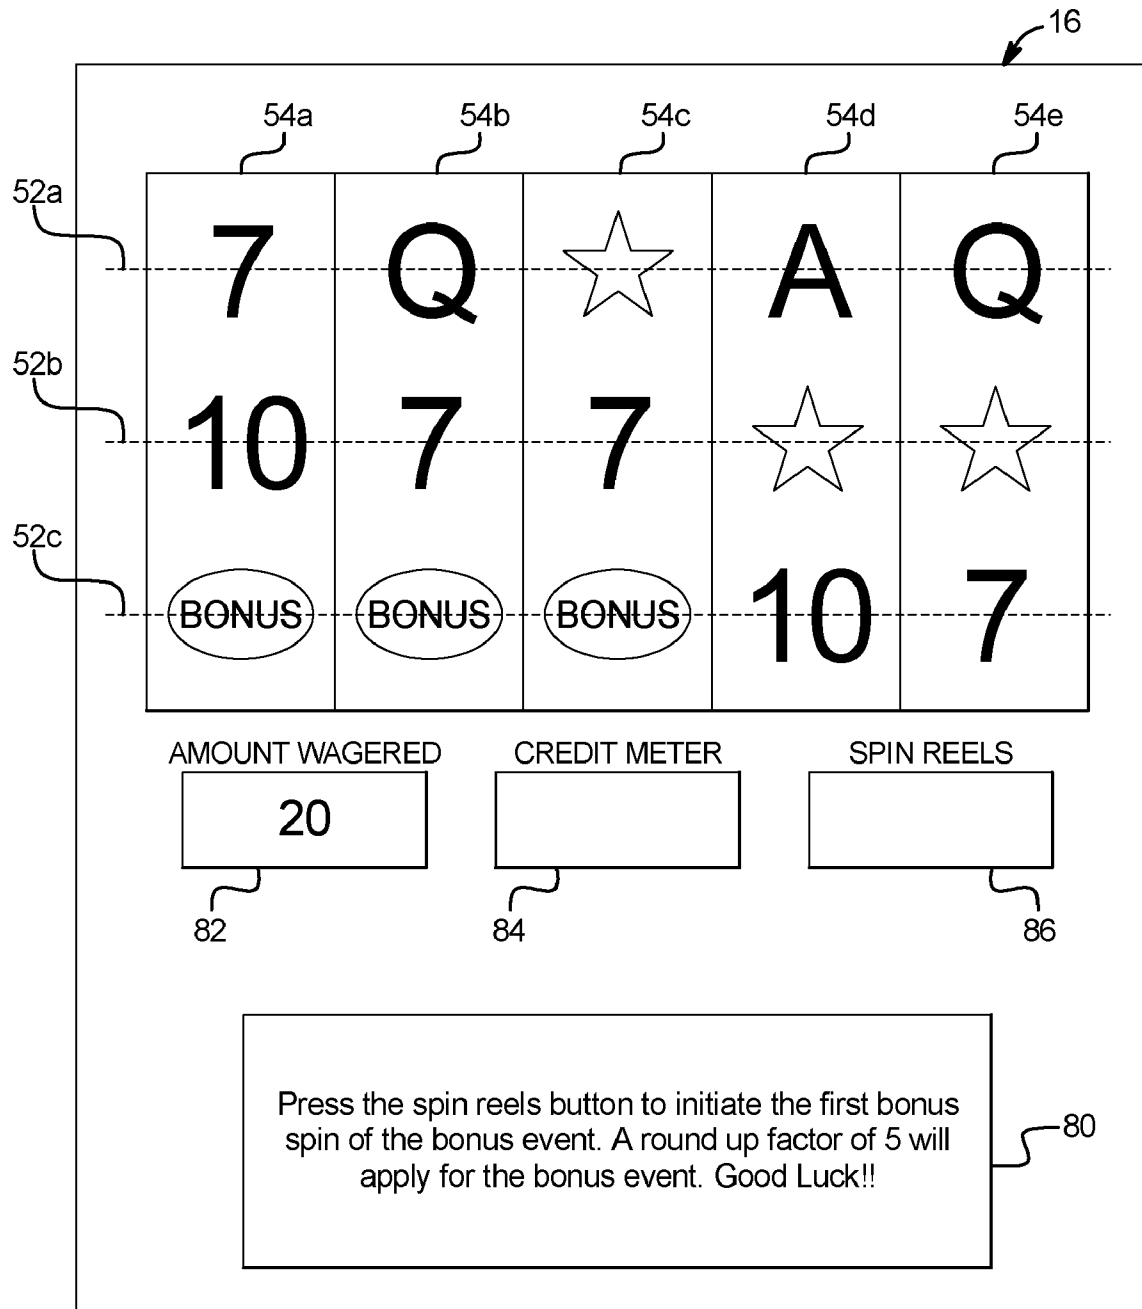 16
54a 54b 54c 54d 54e
52a
7 Q A Q
52b
10 7 7
52c
BONUS BONUS BONUS 10 7
AMOUNT WAGERED CREDIT METER SPIN REELS
20
82 84 86
Press the spin reels button to initiate the first bonus
spin of the bonus event. A round up factor of 5 will
apply for the bonus event. Good Luck!!
80